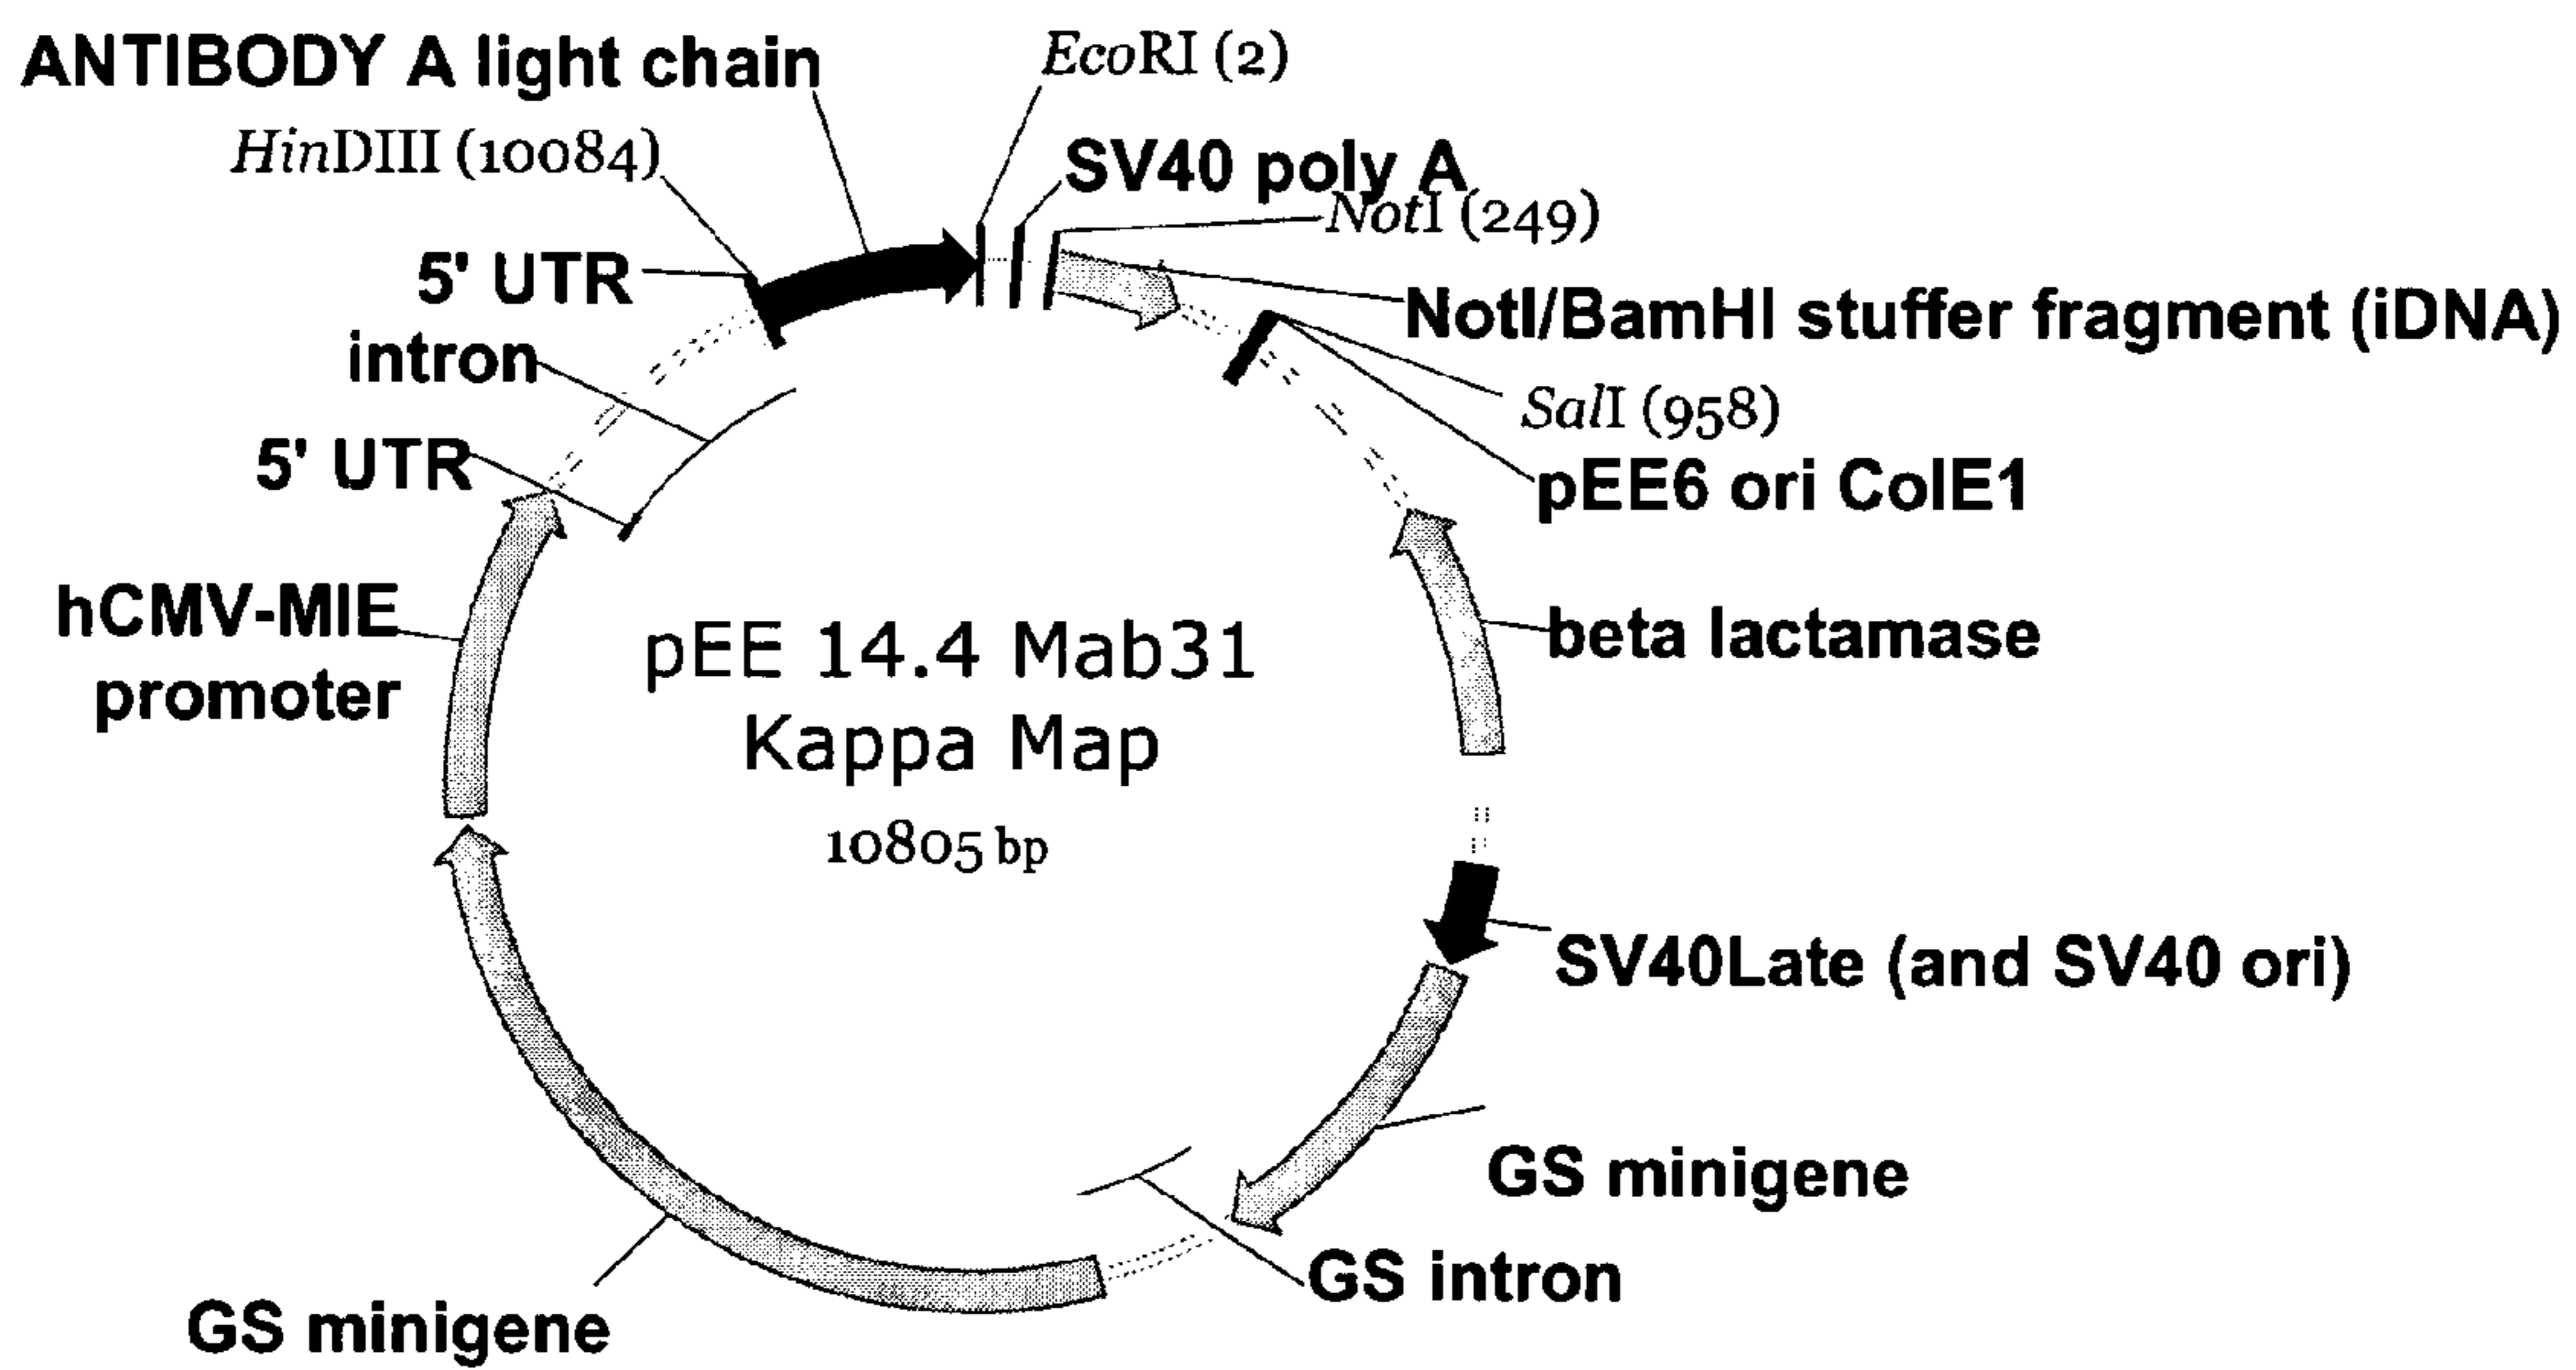 ANTIBODY A light chain
EcoRI (2)
HinDIII (10084)
SV40 poly A
NotI (249)
5' UTR
NotI/BamHI stuffer fragment (iDNA)
intron
SalI (958)
5' UTR
pEE6 ori ColE1
hCMV-MIE
promoter
beta lactamase
pEE 14.4 Mab31
Kappa Map
10805 bp
SV40Late (and SV40 ori)
GS minigene
GS intron
GS minigene